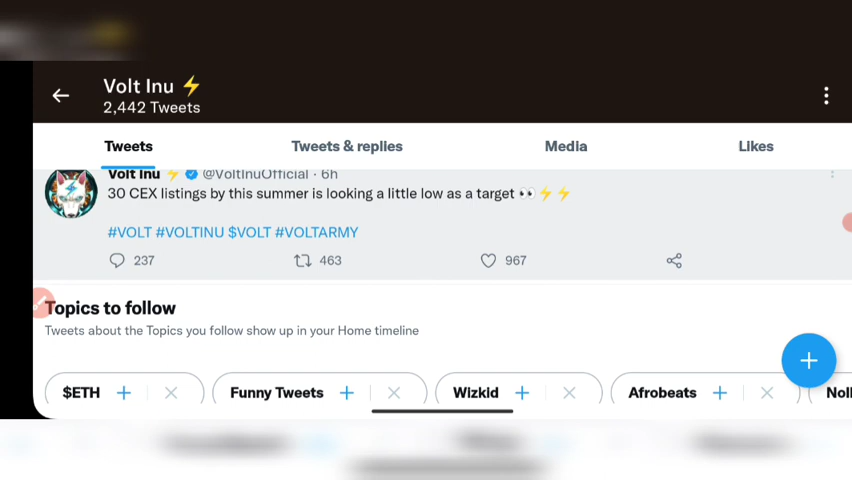 Volt Inu ⚡
2,442 Tweets
Tweets
Tweets & replies
Media
Likes
Volt Inu ⚡ @VoltInuOfficial · 6h
30 CEX listings by this summer is looking a little low as a target 👀⚡⚡
#VOLT #VOLTINU $VOLT #VOLTARMY
237
463
967
Topics to follow
Tweets about the Topics you follow show up in your Home timeline
$ETH
Funny Tweets
Wizkid
Afrobeats